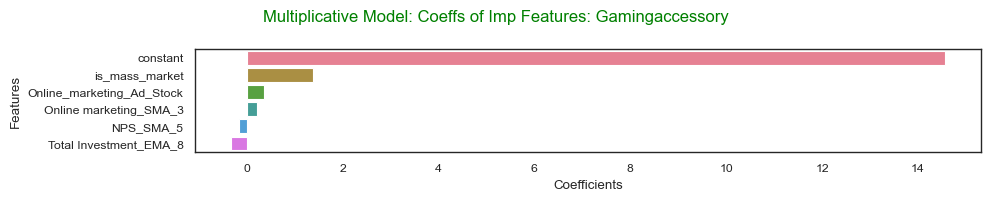 Multiplicative Model: Coeffs of Imp Features: Gamingaccessory
constant
is_mass_market
Online_marketing_Ad_Stock
Online marketing_SMA_3
NPS_SMA_5
Total Investment_EMA_8
Features
0 2 4 6 8 10 12 14
Coefficients